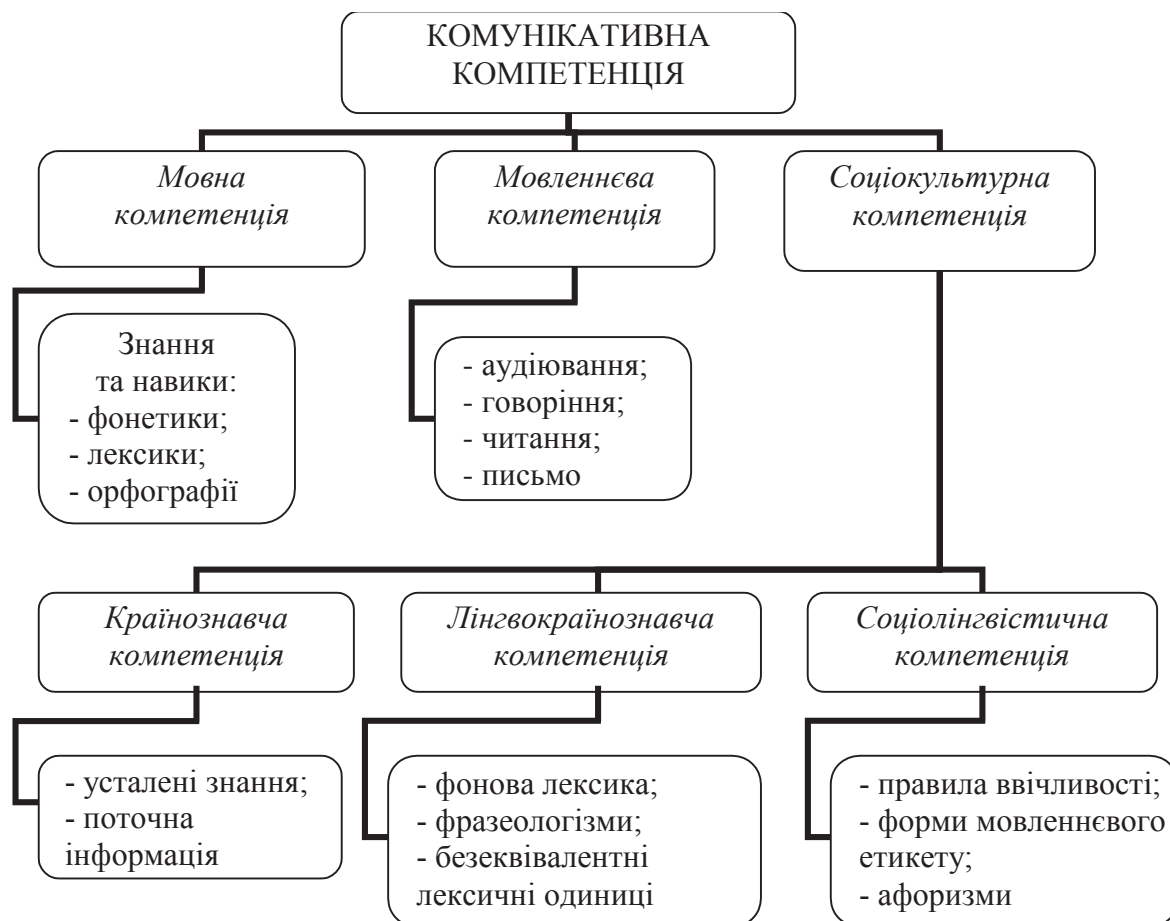 КОМУНІКАТИВНА
КОМПЕТЕНЦІЯ
Мовна
компетенція
Мовленнєва
компетенція
Соціокультурна
компетенція
Знання
та навики:
- фонетики;
- лексики;
- орфографії
- аудіювання;
- говоріння;
- читання;
- письмо
Країнознавча
компетенція
Лінгвокраїнознавча
компетенція
Соціолінгвістична
компетенція
- усталені знання;
- поточна
інформація
- фонова лексика;
- фразеологізми;
- безеквівалентні
лексичні одиниці
- правила ввічливості;
- форми мовленнєвого
етикету;
- афоризми